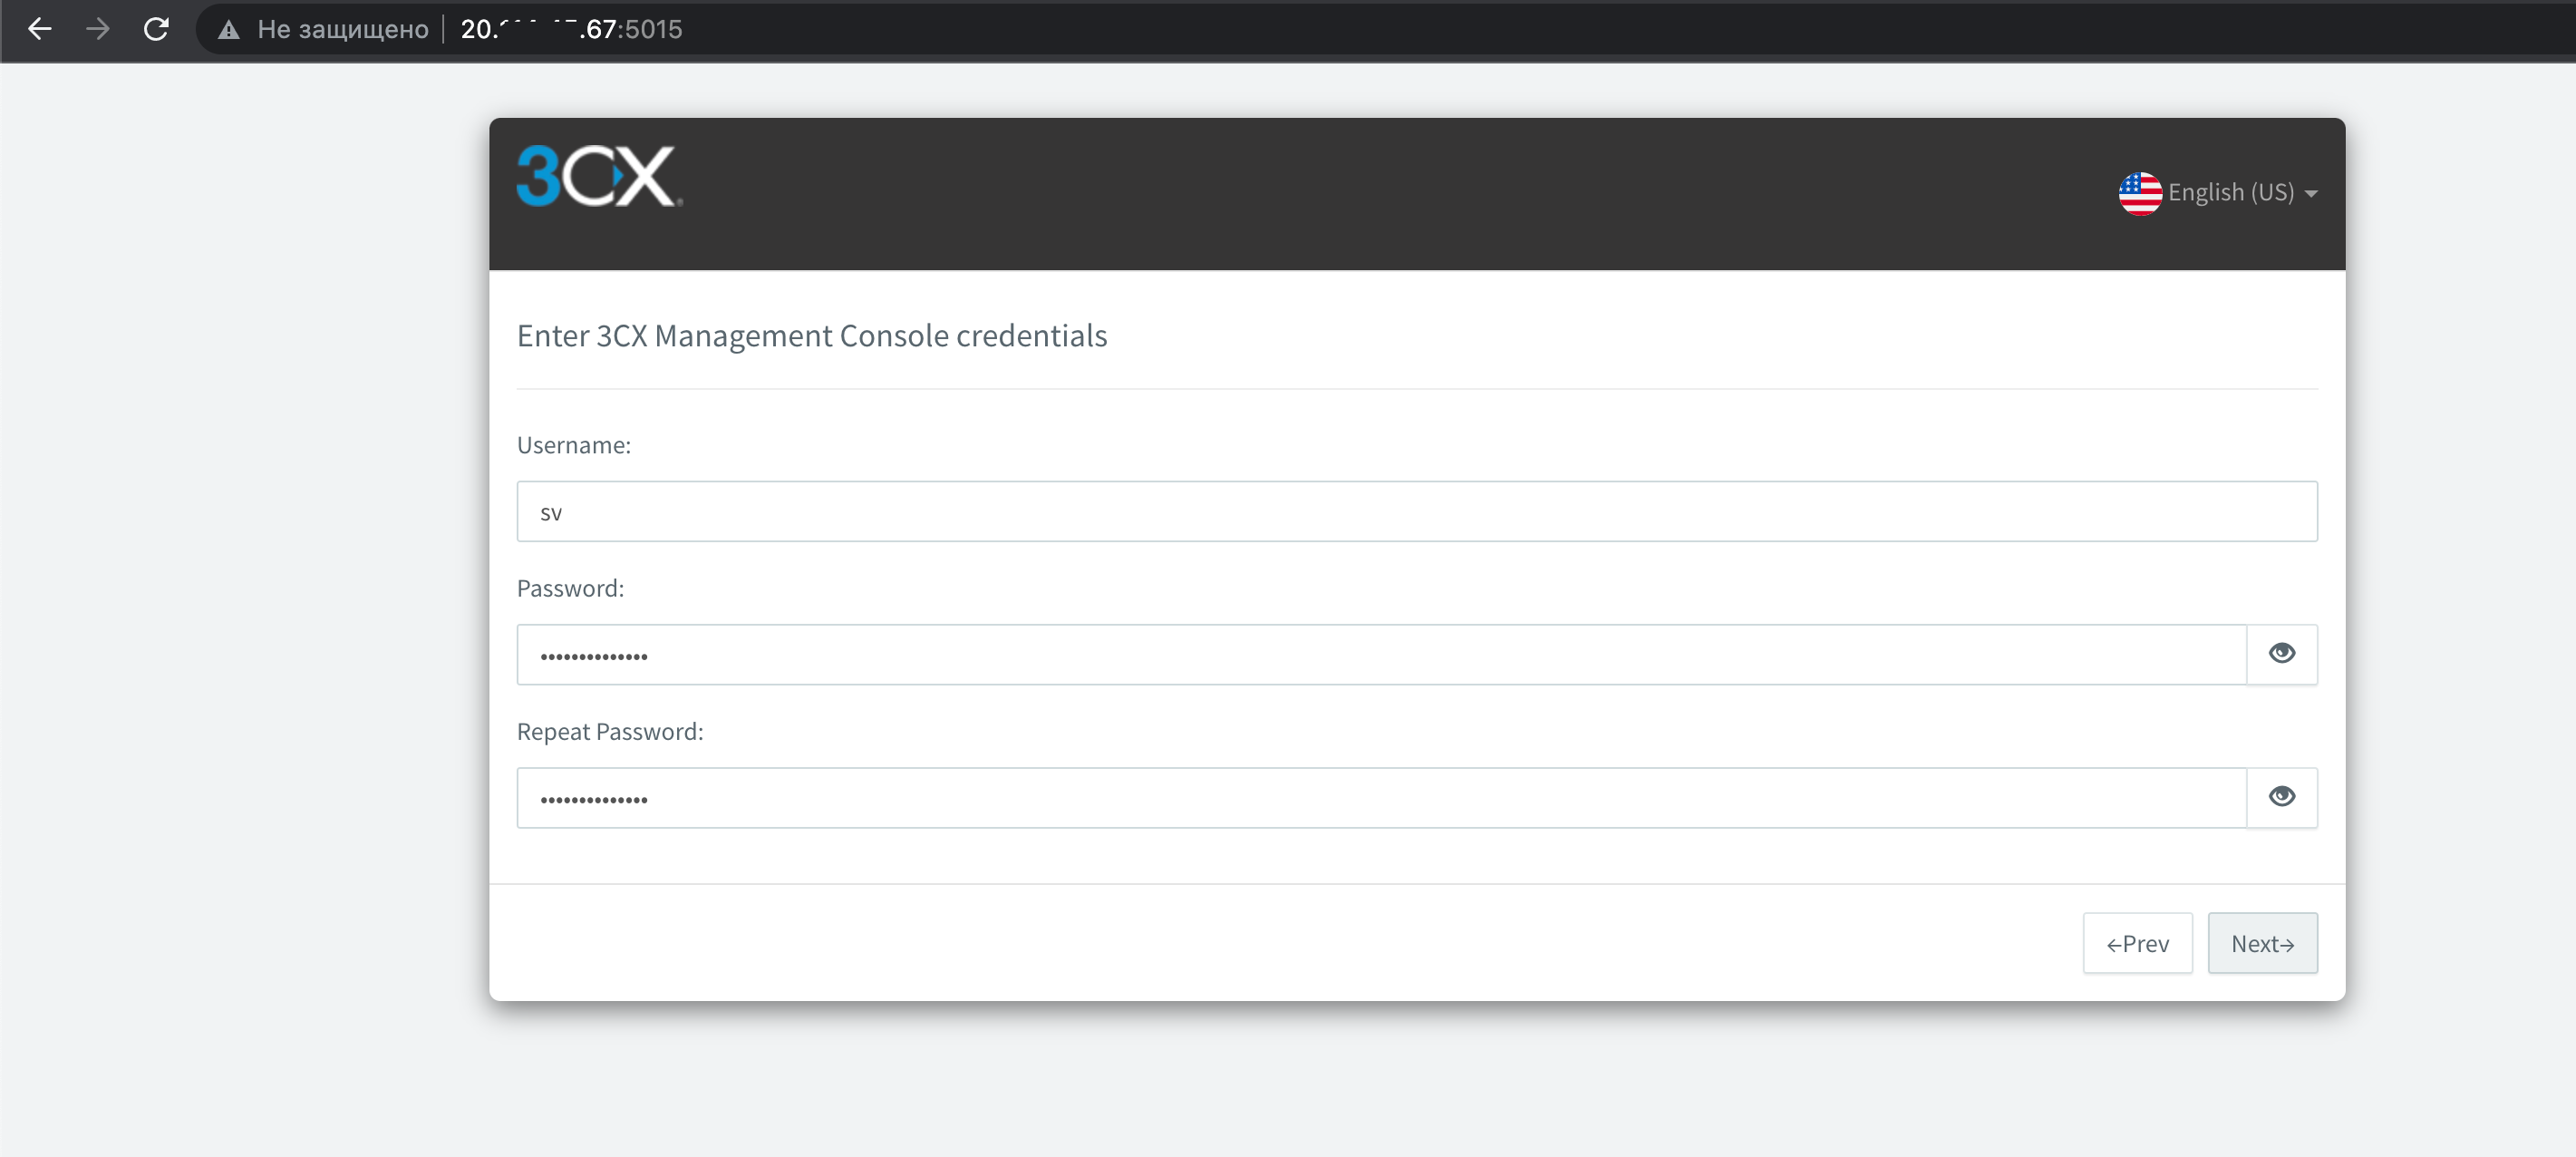 Не защищено
20. .67:5015
3CX
English (US)
Enter 3CX Management Console credentials
Username:
sv
Password:
••••••••••••••
Repeat Password:
••••••••••••••
←Prev
Next→